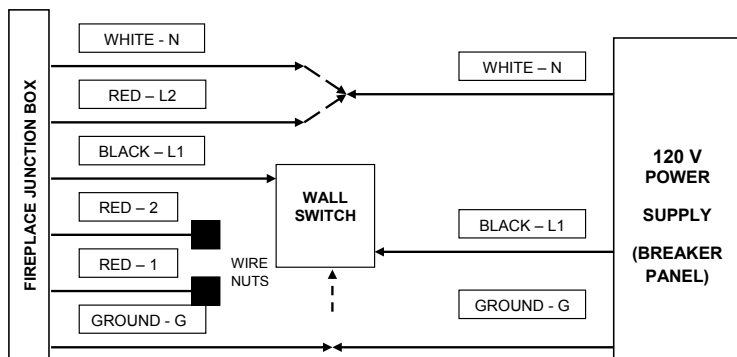 FIREPLACE JUNCTION BOX
WHITE - N
RED – L2
BLACK – L1
RED – 2
RED – 1
GROUND - G
WIRE
NUTS
WALL
SWITCH
WHITE – N
BLACK – L1
GROUND - G
120 V
POWER
SUPPLY
(BREAKER
PANEL)